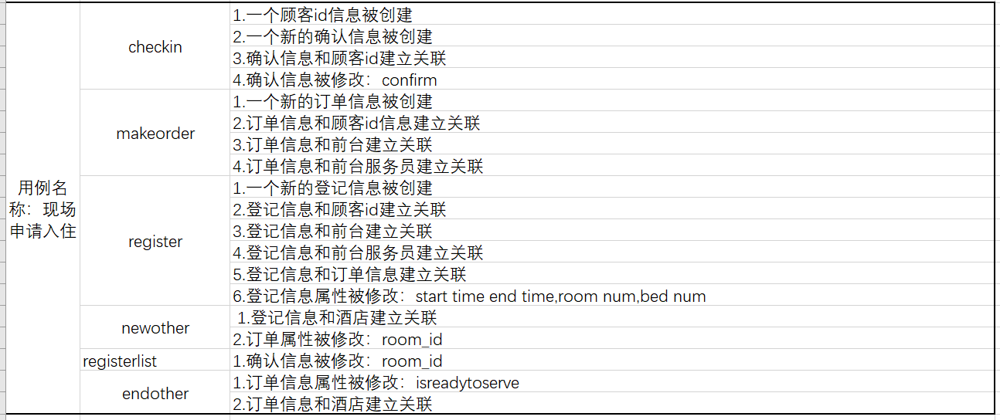 用例名
称：现场
申请入住
checkin
1.一个顾客id信息被创建
2.一个新的确认信息被创建
3.确认信息和顾客id建立关联
4.确认信息被修改：confirm
makeorder
1.一个新的订单信息被创建
2.订单信息和顾客id信息建立关联
3.订单信息和前台建立关联
4.订单信息和前台服务员建立关联
register
1.一个新的登记信息被创建
2.登记信息和顾客id建立关联
3.登记信息和前台建立关联
4.登记信息和前台服务员建立关联
5.登记信息和订单信息建立关联
6.登记信息属性被修改：start time end time,room num,bed num
newother
1.登记信息和酒店建立关联
2.订单属性被修改：room_id
registerlist
1.确认信息被修改：room_id
endother
1.订单信息属性被修改：isreadytoserve
2.订单信息和酒店建立关联